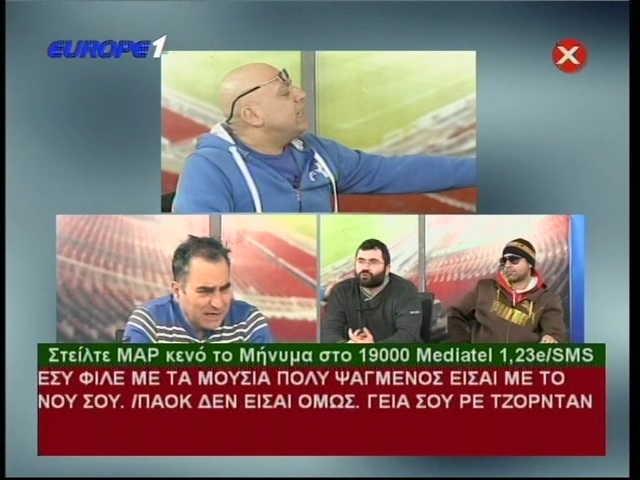 EUROPE1
X
Στείλτε ΜΑΡ κενό το Μήνυμα στο 19000 Mediatel 1,23e/SMS
ΕΣΥ ΦΙΛΕ ΜΕ ΤΑ ΜΟΥΣΙΑ ΠΟΛΥ ΨΑΓΜΕΝΟΣ ΕΙΣΑΙ ΜΕ ΤΟ
ΝΟΥ ΣΟΥ. /ΠΑΟΚ ΔΕΝ ΕΙΣΑΙ ΟΜΩΣ. ΓΕΙΑ ΣΟΥ ΡΕ ΤΖΟΡΝΤΑΝ